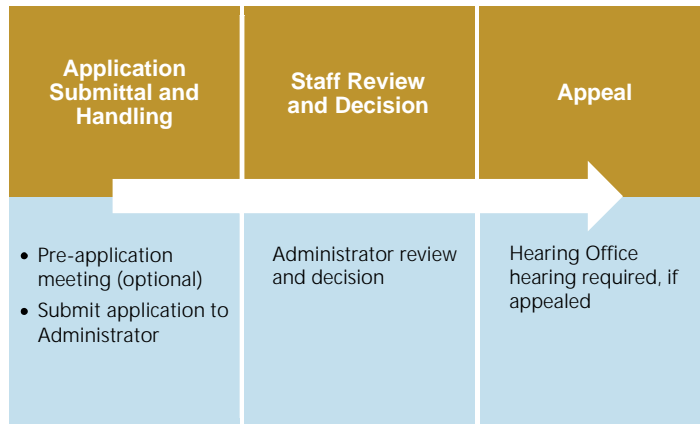 Application
Submittal and
Handling
Staff Review
and Decision
Appeal
• Pre-application
meeting (optional)
• Submit application to
Administrator
Administrator review
and decision
Hearing Office
hearing required, if
appealed